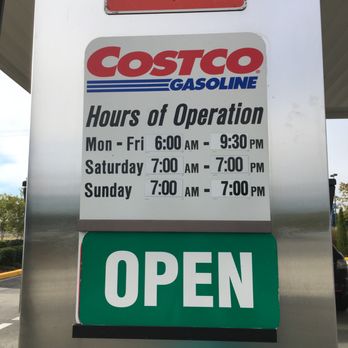 COSTCO
GASOLINE
Hours of Operation
Mon - Fri 6:00 AM - 9:30 PM
Saturday 7:00 AM - 7:00 PM
Sunday 7:00 AM - 7:00 PM
OPEN